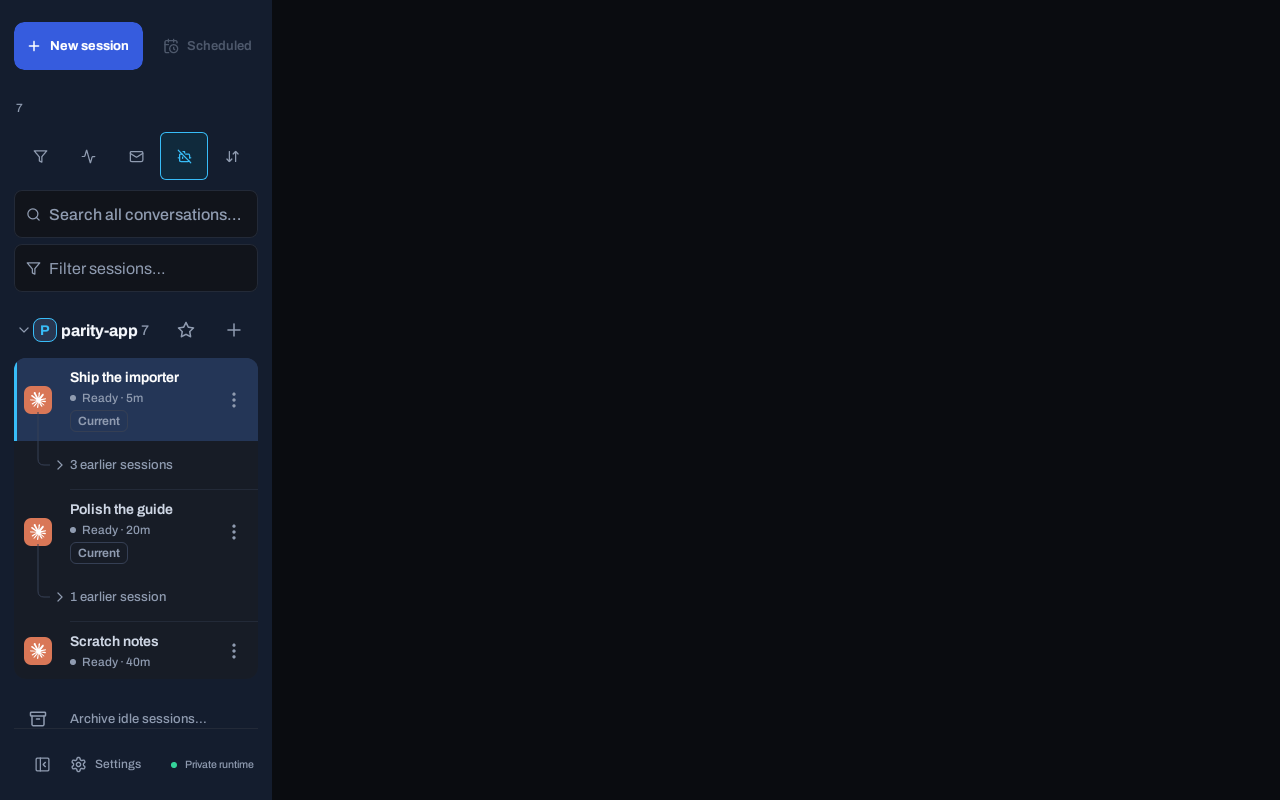 New session
Scheduled
7
Search all conversations...
Filter sessions...
P parity-app 7
Ship the importer
Ready · 5m
Current
3 earlier sessions
Polish the guide
Ready · 20m
Current
1 earlier session
Scratch notes
Ready · 40m
Archive idle sessions...
Settings
Private runtime